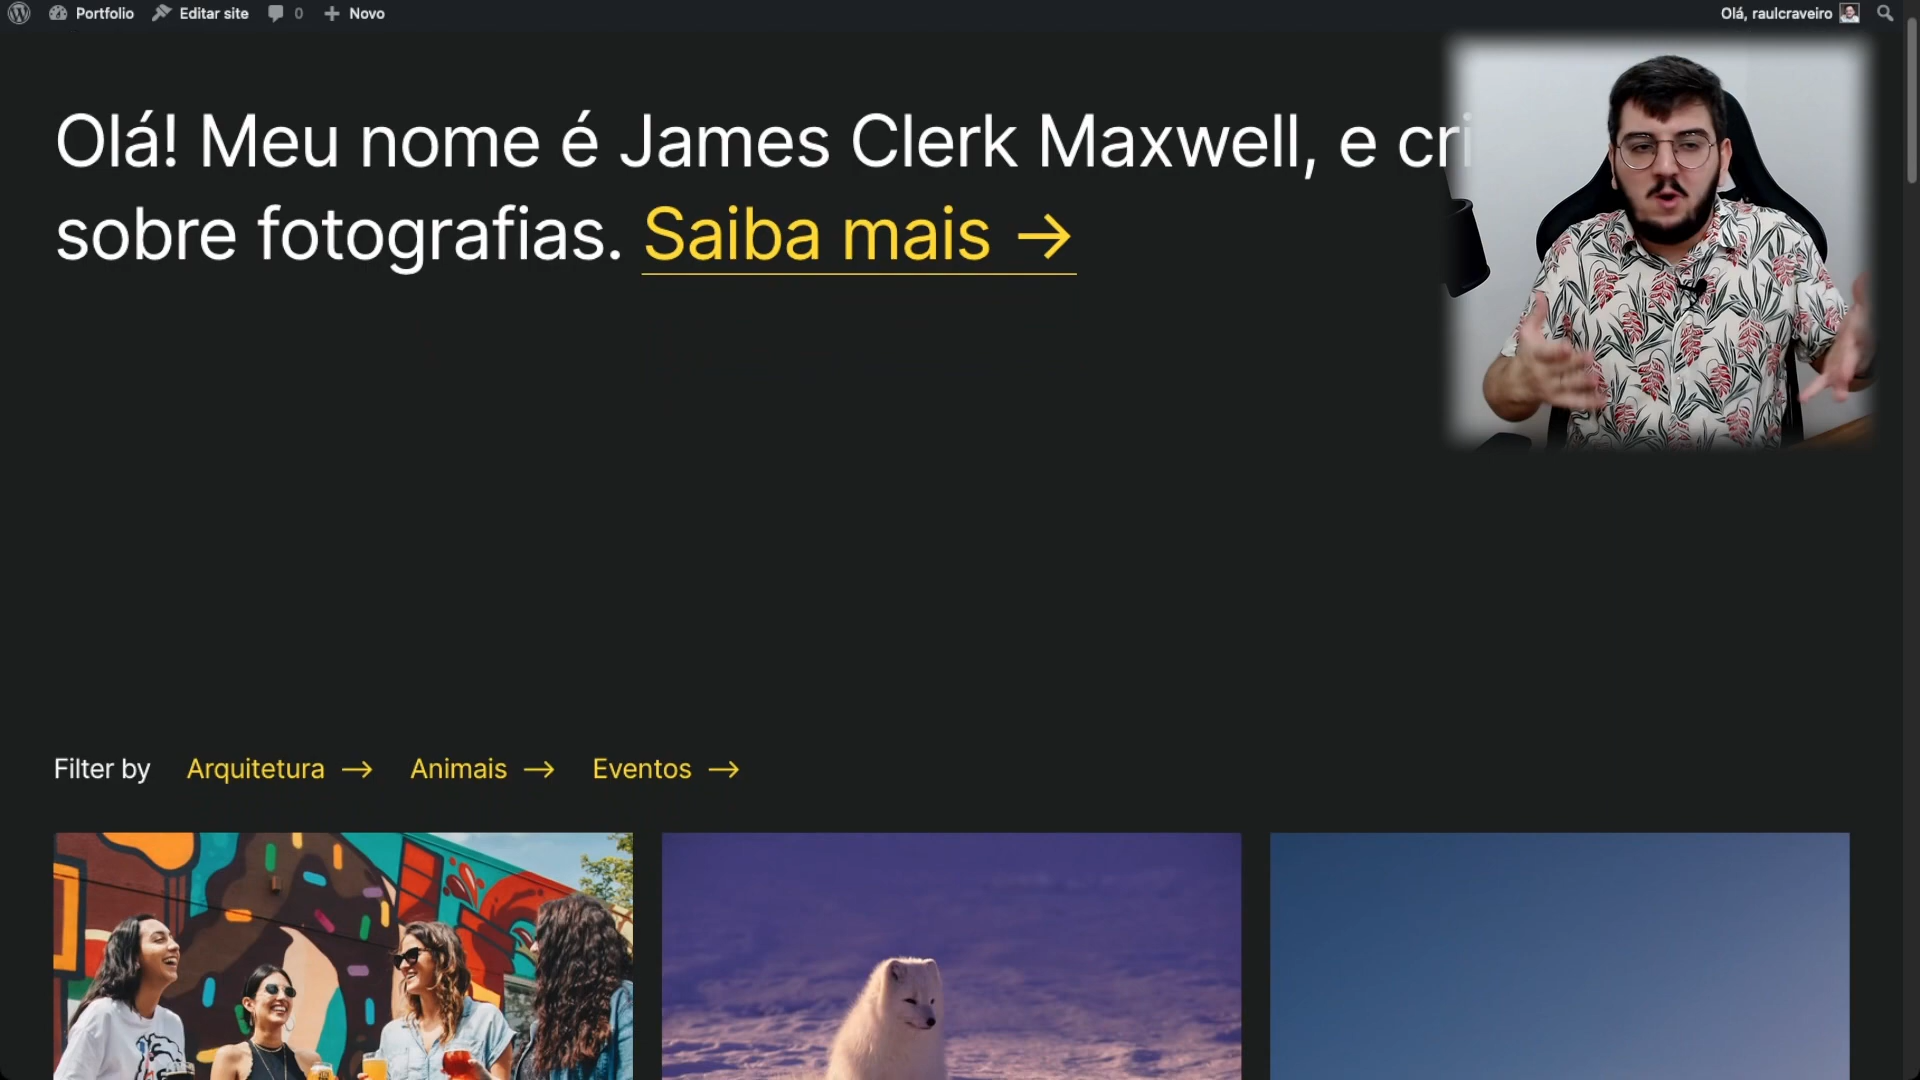 Portfolio Editar site 0 Novo Olá, raulcraveiro
Olá! Meu nome é James Clerk Maxwell, e cri
sobre fotografias. Saiba mais →
Filter by Arquitetura → Animais → Eventos →